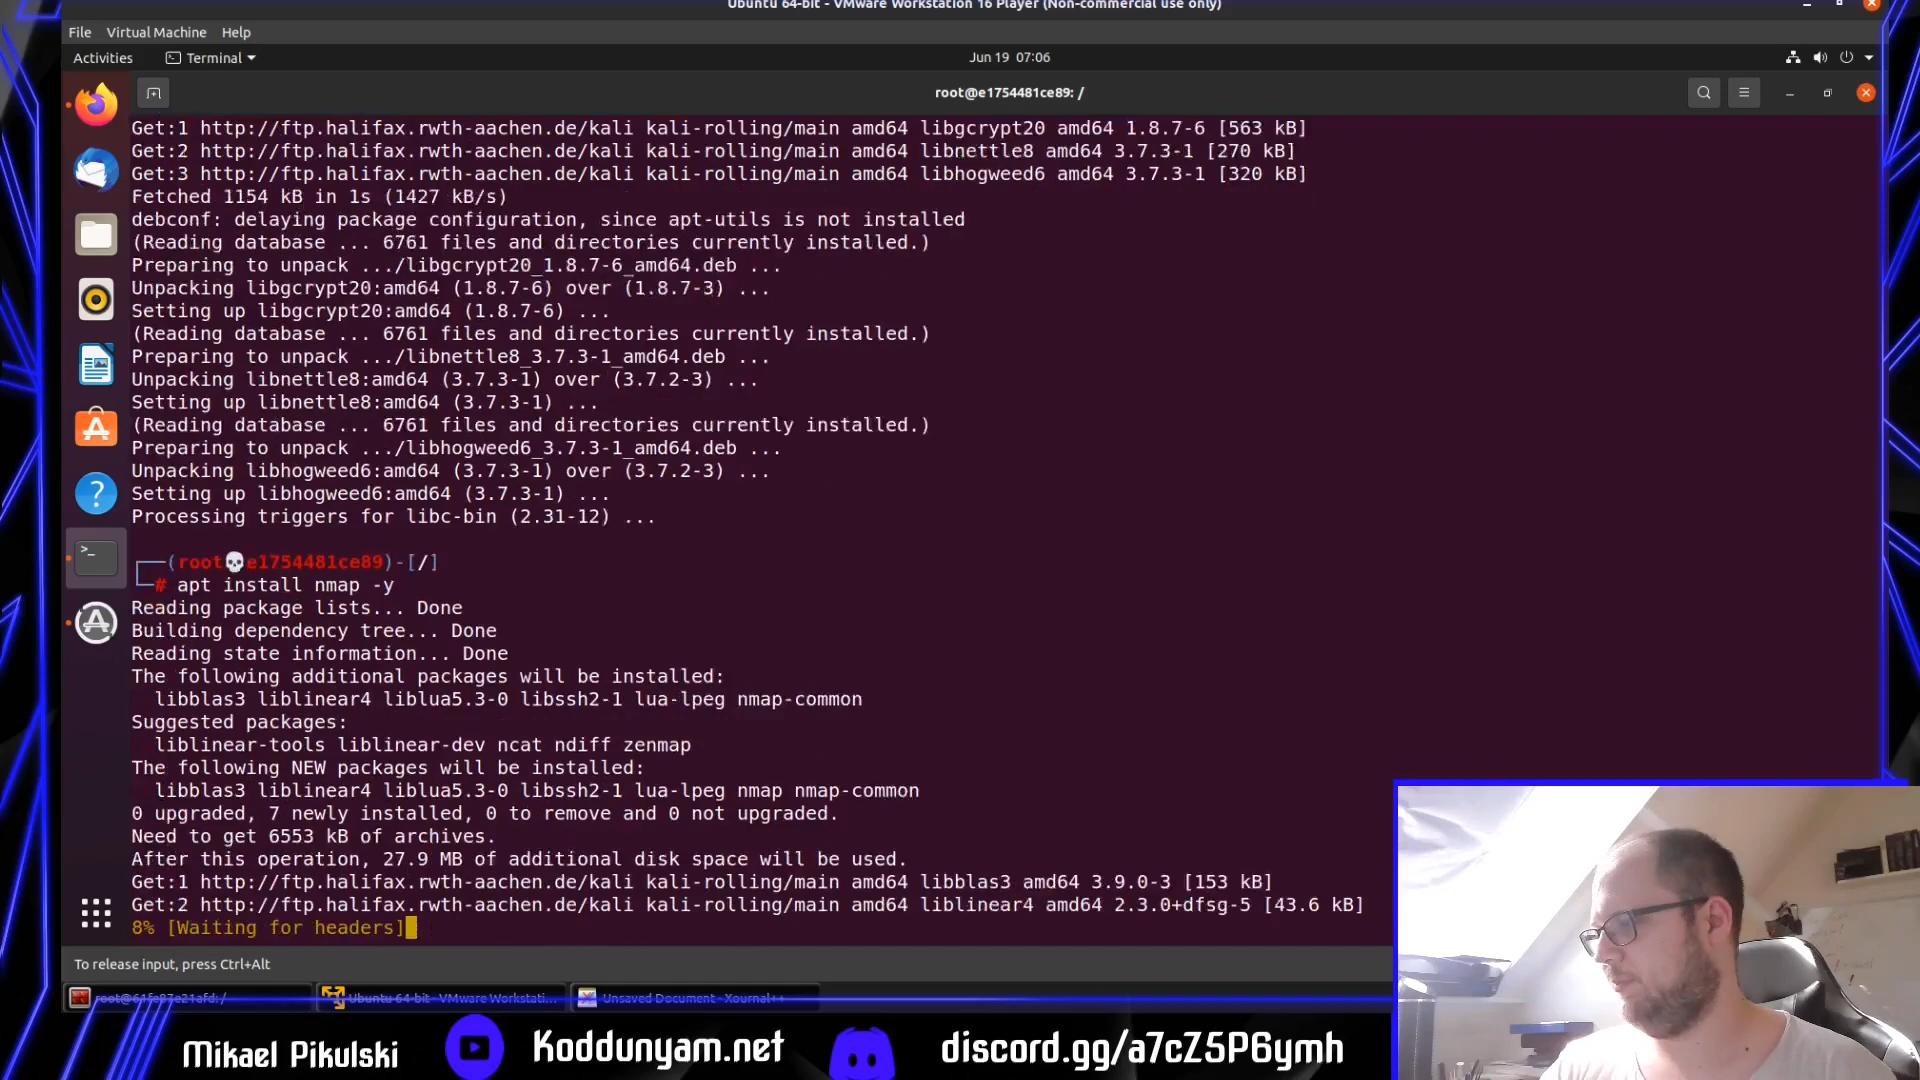 Ubuntu 64-bit - VMware Workstation 16 Player (Non-commercial use only)
File Virtual Machine Help
Activities Terminal Jun 19 07:06
root@e1754481ce89: /
Get:1 http://ftp.halifax.rwth-aachen.de/kali kali-rolling/main amd64 libgcrypt20 amd64 1.8.7-6 [563 kB]
Get:2 http://ftp.halifax.rwth-aachen.de/kali kali-rolling/main amd64 libnettle8 amd64 3.7.3-1 [270 kB]
Get:3 http://ftp.halifax.rwth-aachen.de/kali kali-rolling/main amd64 libhogweed6 amd64 3.7.3-1 [320 kB]
Fetched 1154 kB in 1s (1427 kB/s)
debconf: delaying package configuration, since apt-utils is not installed
(Reading database ... 6761 files and directories currently installed.)
Preparing to unpack .../libgcrypt20_1.8.7-6_amd64.deb ...
Unpacking libgcrypt20:amd64 (1.8.7-6) over (1.8.7-3) ...
Setting up libgcrypt20:amd64 (1.8.7-6) ...
(Reading database ... 6761 files and directories currently installed.)
Preparing to unpack .../libnettle8_3.7.3-1_amd64.deb ...
Unpacking libnettle8:amd64 (3.7.3-1) over (3.7.2-3) ...
Setting up libnettle8:amd64 (3.7.3-1) ...
(Reading database ... 6761 files and directories currently installed.)
Preparing to unpack .../libhogweed6_3.7.3-1_amd64.deb ...
Unpacking libhogweed6:amd64 (3.7.3-1) over (3.7.2-3) ...
Setting up libhogweed6:amd64 (3.7.3-1) ...
Processing triggers for libc-bin (2.31-12) ...
┌──(root💀e1754481ce89)-[/]
└─# apt install nmap -y
Reading package lists... Done
Building dependency tree... Done
Reading state information... Done
The following additional packages will be installed:
libblas3 liblinear4 liblua5.3-0 libssh2-1 lua-lpeg nmap-common
Suggested packages:
liblinear-tools liblinear-dev ncat ndiff zenmap
The following NEW packages will be installed:
libblas3 liblinear4 liblua5.3-0 libssh2-1 lua-lpeg nmap nmap-common
0 upgraded, 7 newly installed, 0 to remove and 0 not upgraded.
Need to get 6553 kB of archives.
After this operation, 27.9 MB of additional disk space will be used.
Get:1 http://ftp.halifax.rwth-aachen.de/kali kali-rolling/main amd64 libblas3 amd64 3.9.0-3 [153 kB]
Get:2 http://ftp.halifax.rwth-aachen.de/kali kali-rolling/main amd64 liblinear4 amd64 2.3.0+dfsg-5 [43.6 kB]
8% [Waiting for headers]
To release input, press Ctrl+Alt
root@61fe87e21afd: / Ubuntu 64-bit - VMware Workstati... Unsaved Document - Xournal++
Mikael Pikulski Koddunyam.net discord.gg/a7cZ5P6ymh